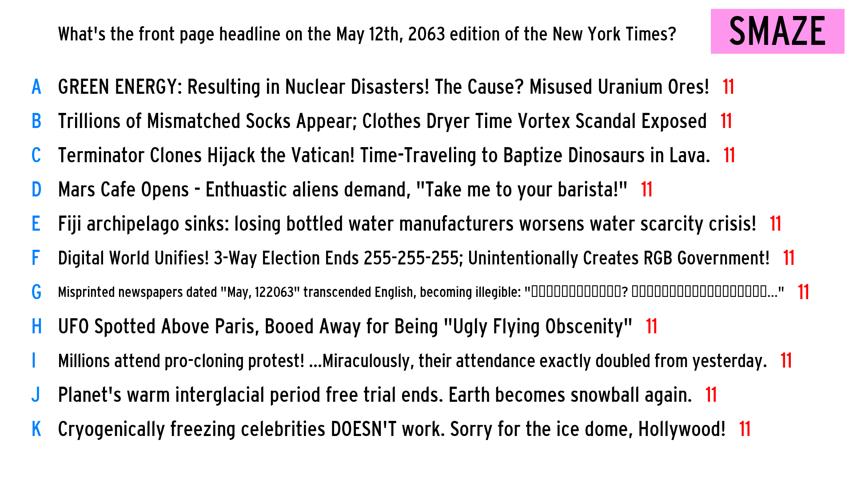 What's the front page headline on the May 12th, 2063 edition of the New York Times?
SMAZE
A GREEN ENERGY: Resulting in Nuclear Disasters! The Cause? Misused Uranium Ores! 11
B Trillions of Mismatched Socks Appear; Clothes Dryer Time Vortex Scandal Exposed 11
C Terminator Clones Hijack the Vatican! Time-Traveling to Baptize Dinosaurs in Lava. 11
D Mars Cafe Opens - Enthuastic aliens demand, "Take me to your barista!" 11
E Fiji archipelago sinks: losing bottled water manufacturers worsens water scarcity crisis! 11
F Digital World Unifies! 3-Way Election Ends 255-255-255; Unintentionally Creates RGB Government! 11
G Misprinted newspapers dated "May, 122063" transcended English, becoming illegible: "▯▯▯▯▯▯▯▯▯▯▯▯▯? ▯▯▯▯▯▯▯▯▯▯▯▯▯▯▯▯▯▯▯▯..." 11
H UFO Spotted Above Paris, Booed Away for Being "Ugly Flying Obscenity" 11
I Millions attend pro-cloning protest! ...Miraculously, their attendance exactly doubled from yesterday. 11
J Planet's warm interglacial period free trial ends. Earth becomes snowball again. 11
K Cryogenically freezing celebrities DOESN'T work. Sorry for the ice dome, Hollywood! 11